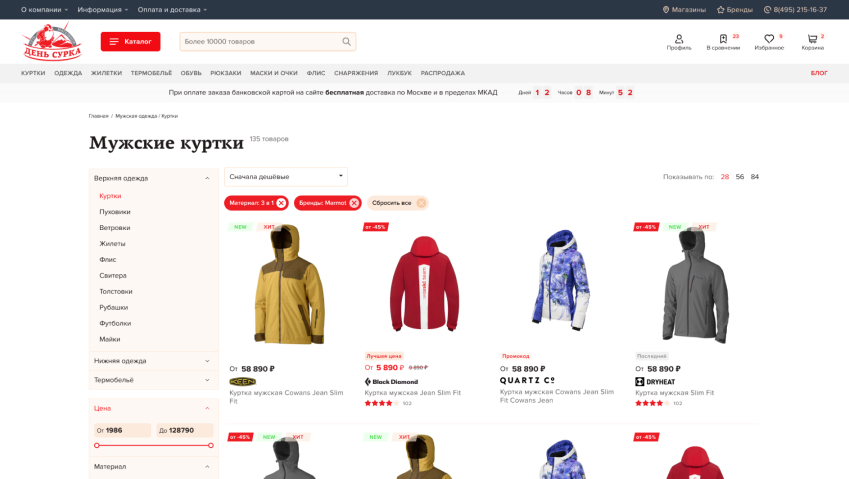 О компании
Информация
Оплата и доставка
Магазины
Бренды
8(495) 215-16-37
ДЕНЬ СУРКА
Каталог
Более 10000 товаров
Профиль
23
В сравнении
9
Избранное
2
Корзина
КУРТКИ ОДЕЖДА ЖИЛЕТКИ ТЕРМОБЕЛЬЁ ОБУВЬ РЮКЗАКИ МАСКИ И ОЧКИ ФЛИС СНАРЯЖЕНИЯ ЛУКБУК РАСПРОДАЖА БЛОГ
При оплате заказа банковской картой на сайте бесплатная доставка по Москве и в пределах МКАД
Дней 1 2 Часов 0 8 Минут 5 2
Главная / Мужская одежда / Куртки
Мужские куртки 135 товаров
Верхняя одежда
Куртки
Пуховики
Ветровки
Жилеты
Флис
Свитера
Толстовки
Рубашки
Футболки
Майки
Нижняя одежда
Термобельё
Цена
От 1986 До 128790
Материал
Сначала дешёвые
Показывать по: 28 56 84
Материал: 3 в 1
Бренды: Marmot
Сбросить все
NEW ХИТ
От 58 890 ₽
KEEN
Куртка мужская Cowans Jean Slim
Fit
от -45%
Лучшая цена
От 5 890 ₽ 9 890 ₽
Black Diamond
Куртка мужская Jean Slim Fit
102
Промокод
От 58 890 ₽
QUARTZ Co
Куртка мужская Cowans Jean Slim
Fit Cowans Jean
от -45% NEW ХИТ
Последний
От 58 890 ₽
DRYHEAT
Куртка мужская Slim Fit
102
от -45% NEW ХИТ
NEW ХИТ
от -45%